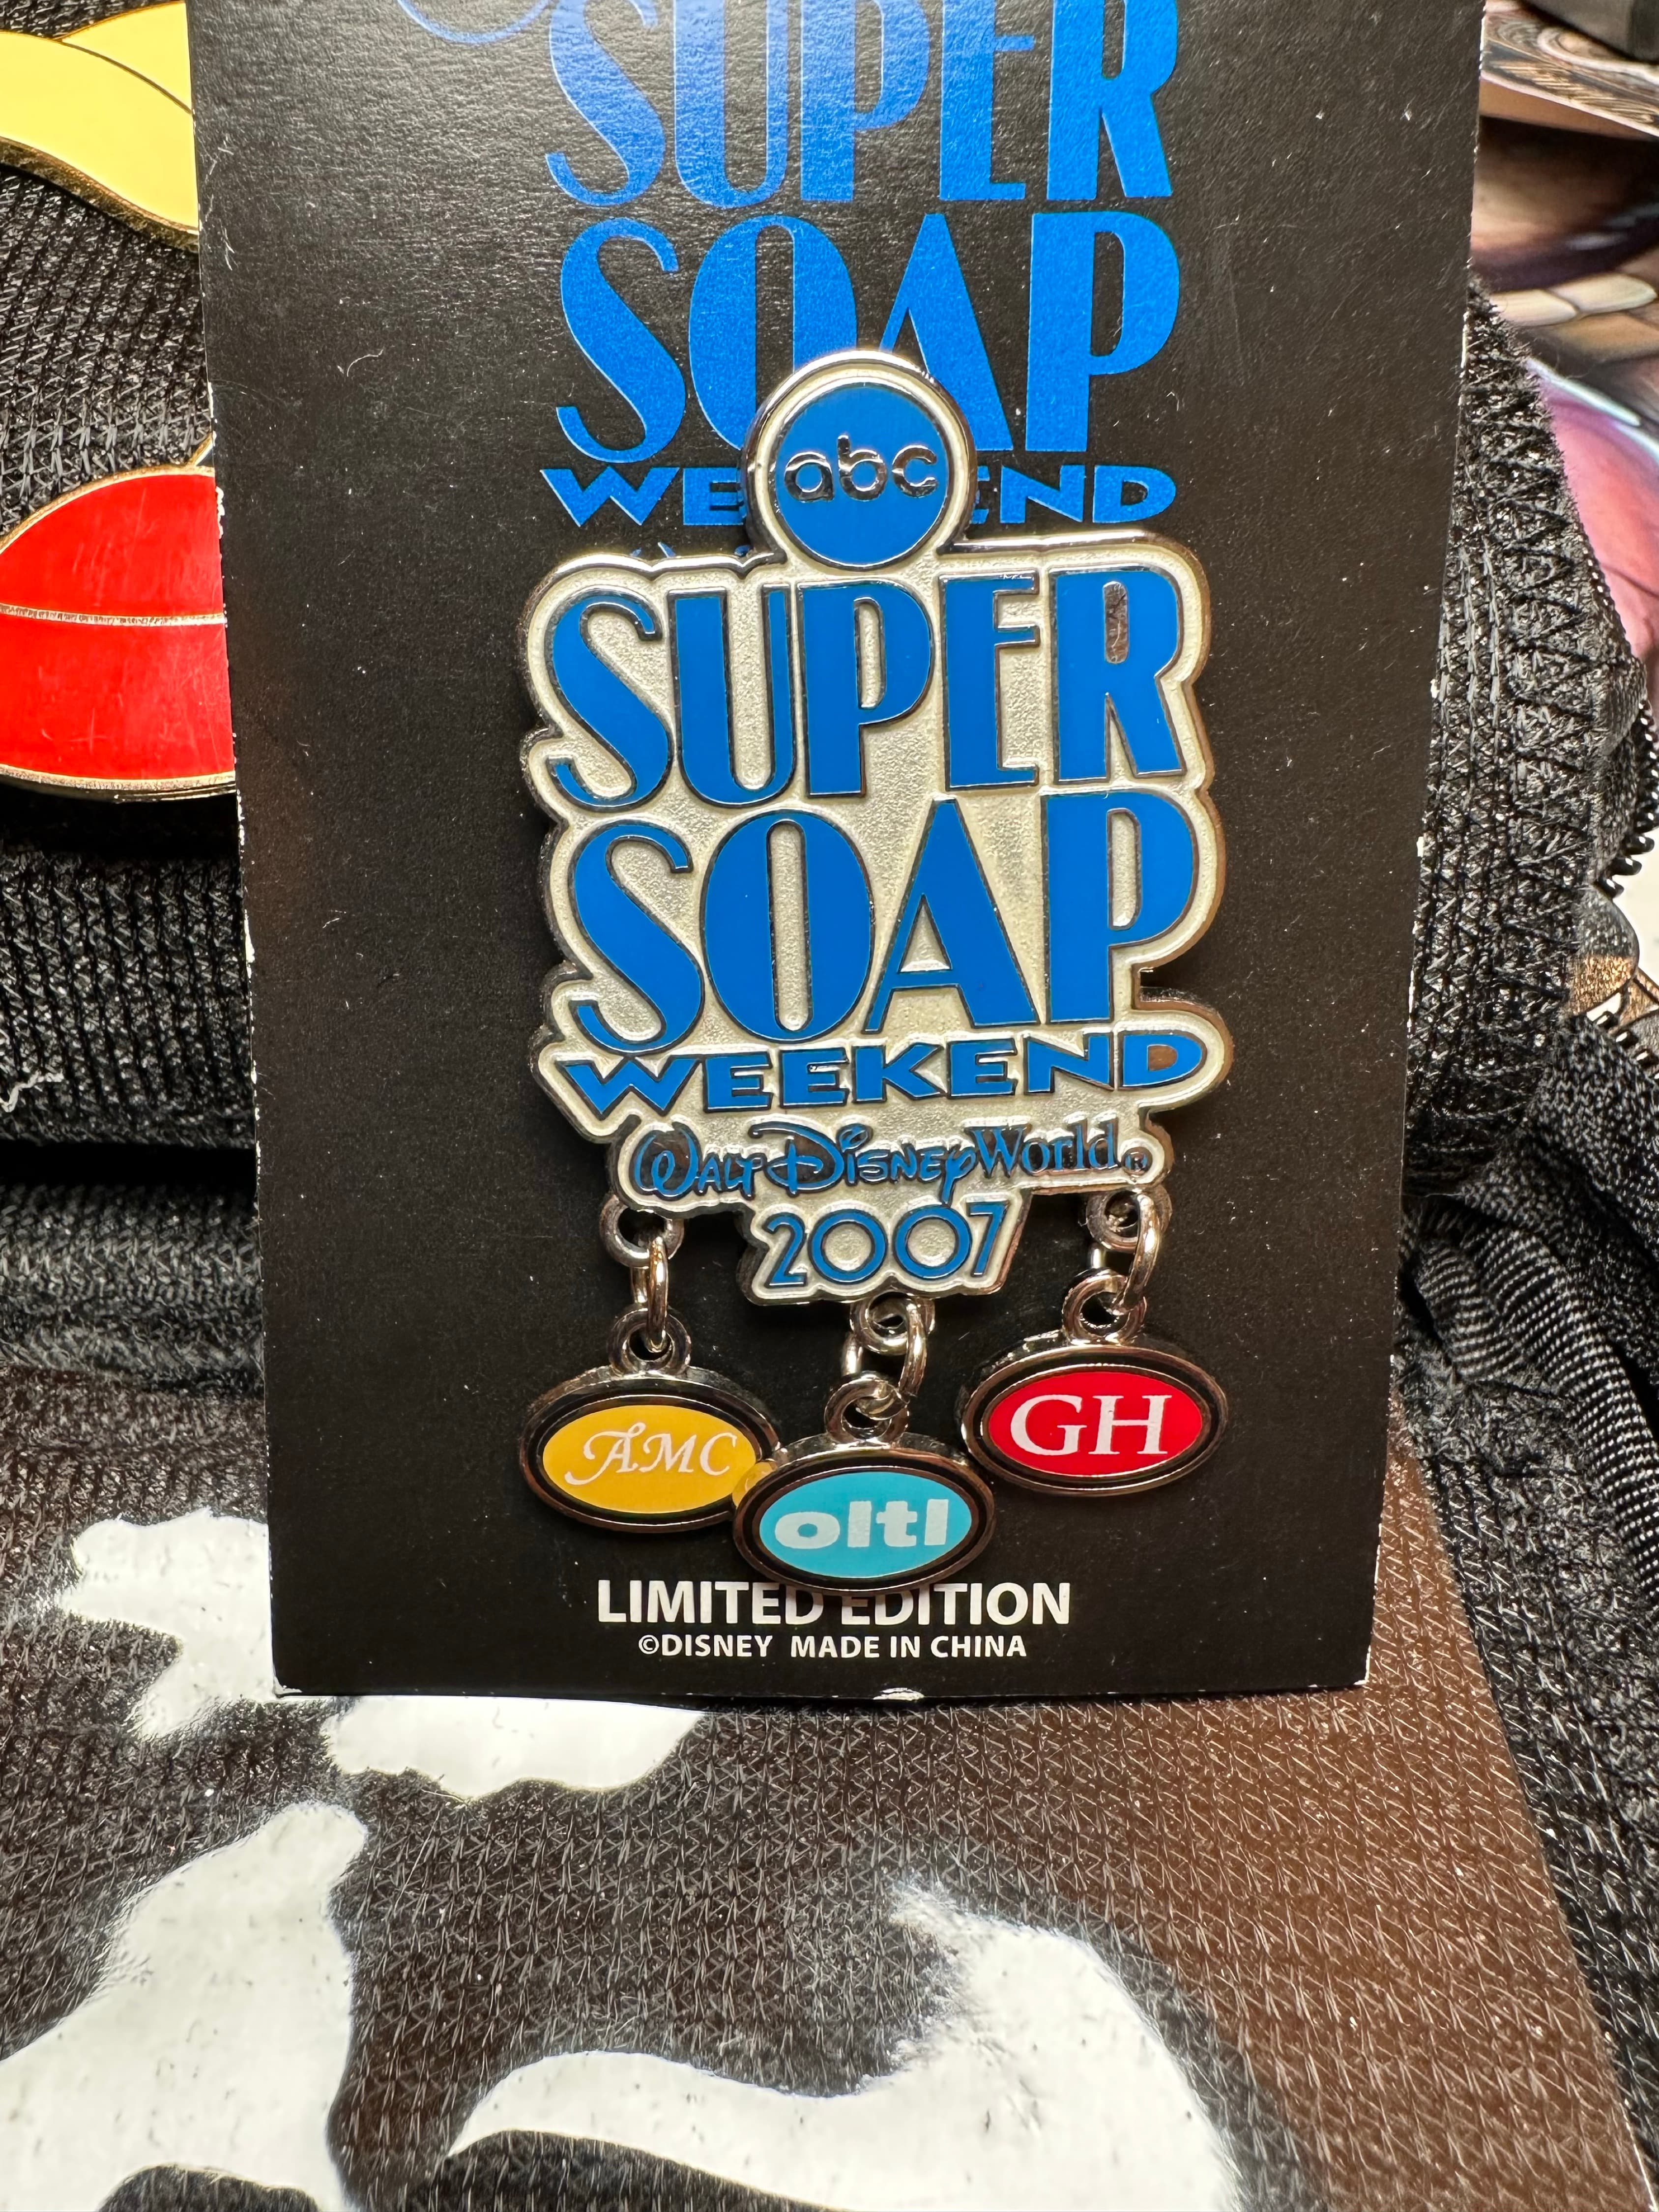 SUPER
SOAP
WEEKEND
abc
SUPER
SOAP
WEEKEND
Walt Disney World®
2007
AMC
oltl
GH
LIMITED EDITION
©DISNEY MADE IN CHINA